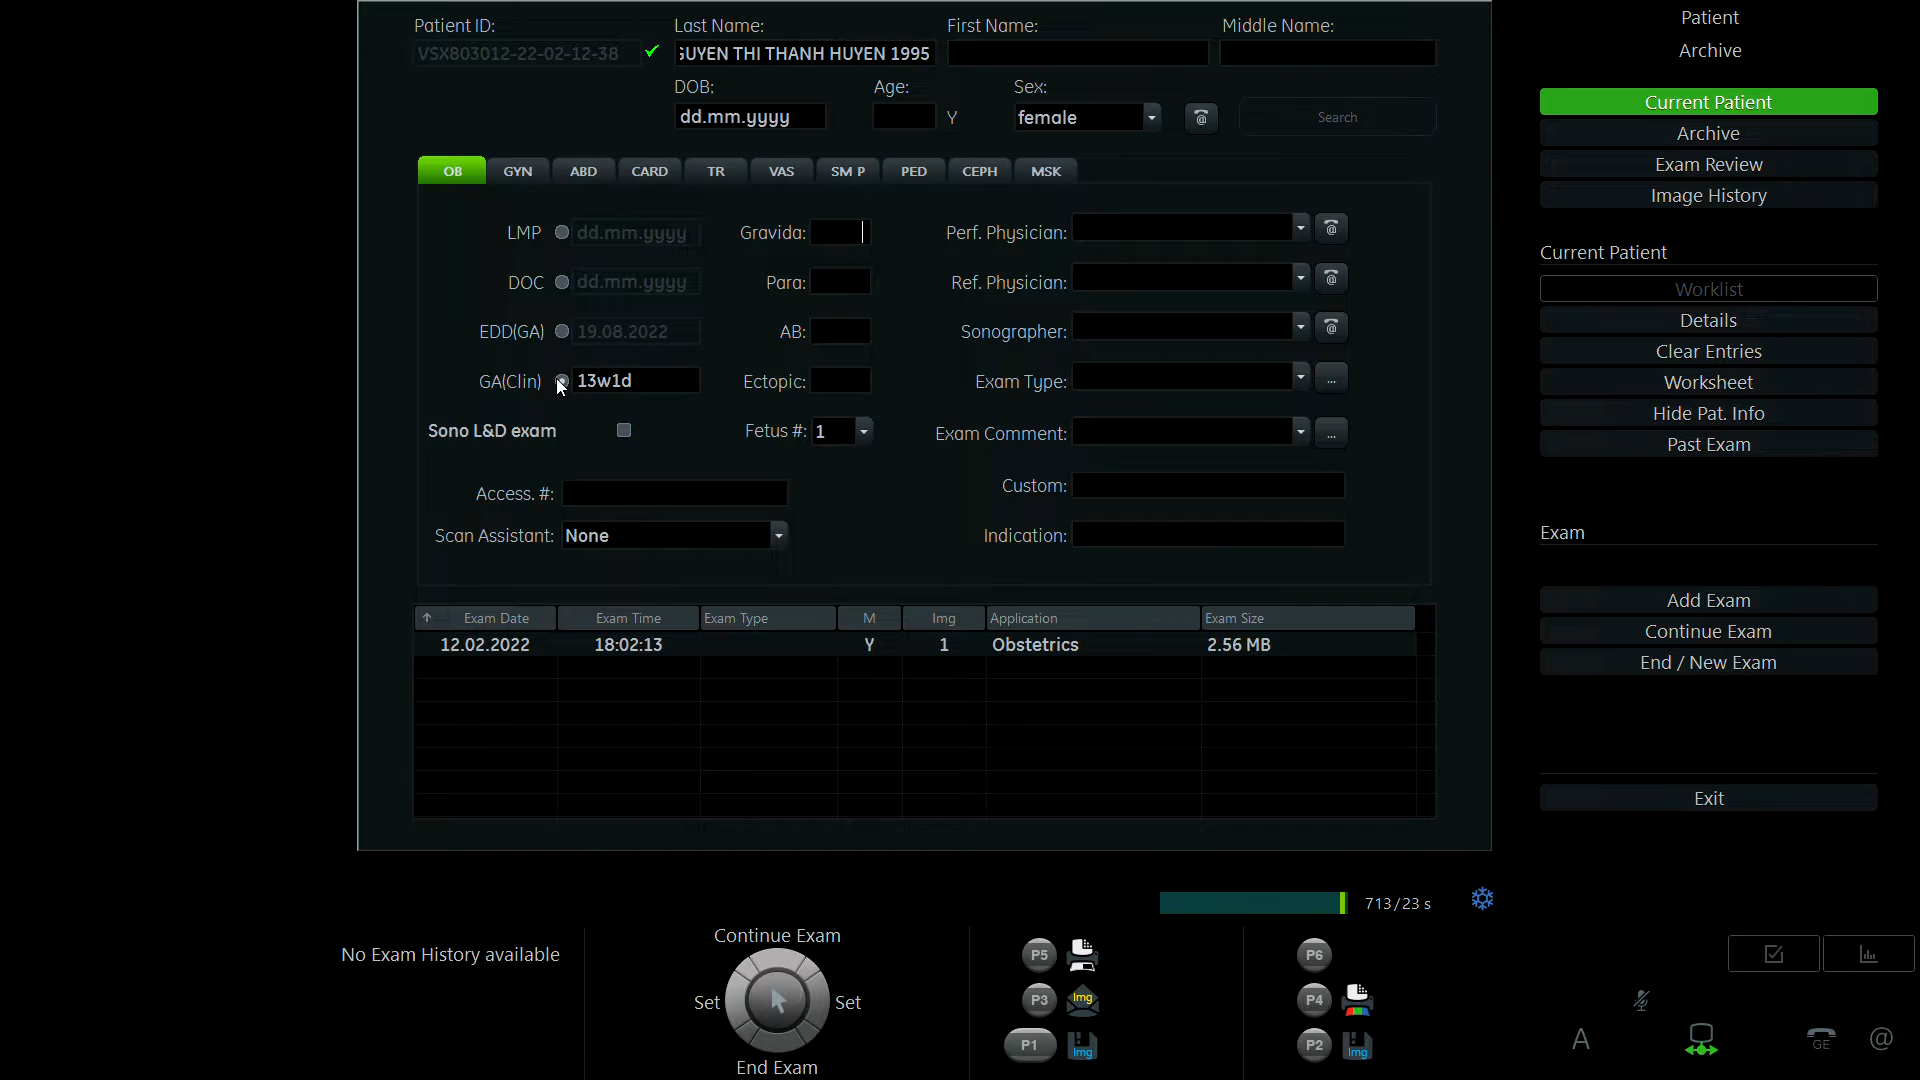 Patient ID: Last Name: First Name: Middle Name:
VSX803012-22-02-12-38 GUYEN THI THANH HUYEN 1995
DOB: Age: Sex:
dd.mm.yyyy Y female @ Search
OB GYN ABD CARD TR VAS SM P PED CEPH MSK
LMP dd.mm.yyyy Gravida: Perf. Physician: @
DOC dd.mm.yyyy Para: Ref. Physician: @
EDD(GA) 19.08.2022 AB: Sonographer: @
GA(Clin) 13w1d Ectopic: Exam Type: ...
Sono L&D exam Fetus #: 1 Exam Comment: ...
Access. #: Custom:
Scan Assistant: None Indication:
↑ Exam Date Exam Time Exam Type M Img Application Exam Size
12.02.2022 18:02:13 Y 1 Obstetrics 2.56 MB
Patient
Archive
Current Patient
Archive
Exam Review
Image History
Current Patient
Worklist
Details
Clear Entries
Worksheet
Hide Pat. Info
Past Exam
Exam
Add Exam
Continue Exam
End / New Exam
Exit
713/23 s
No Exam History available
Continue Exam
Set Set
End Exam
P5 P6
P3 Img P4
P1 Img P2 Img
A GE @